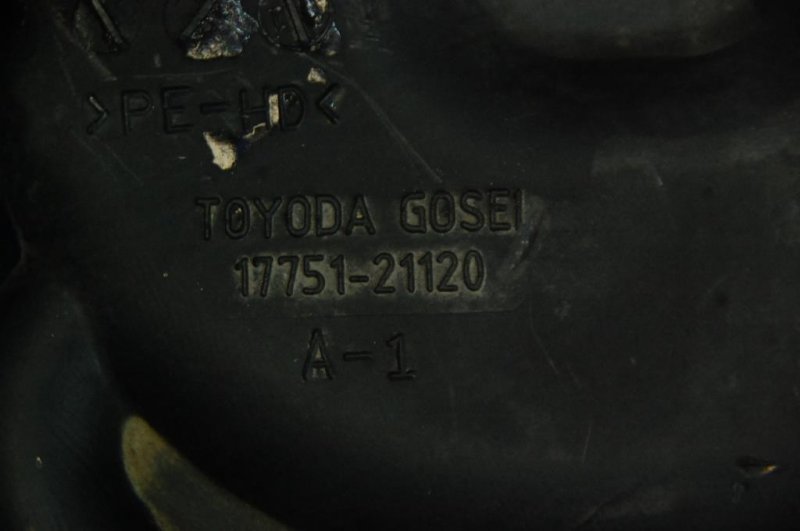 >PE-HD<
TOYODA GOSEI
17751-21120
A-1